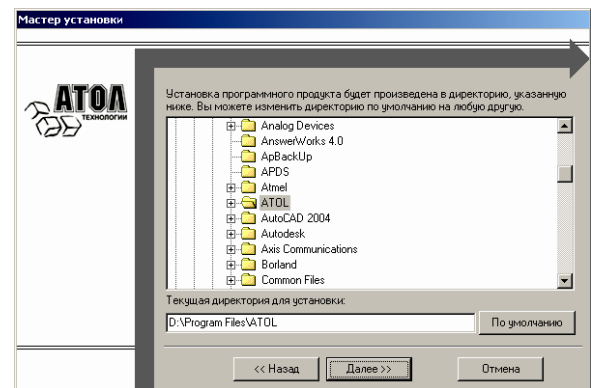 Мастер установки
АТОЛ
ТЕХНОЛОГИИ
Установка программного продукта будет произведена в директорию, указанную
ниже. Вы можете изменить директорию по умолчанию на любую другую.
Analog Devices
AnswerWorks 4.0
ApBackUp
APDS
Atmel
ATOL
AutoCAD 2004
Autodesk
Axis Communications
Borland
Common Files
Текущая директория для установки:
D:\Program Files\ATOL
По умолчанию
<< Назад
Далее >>
Отмена